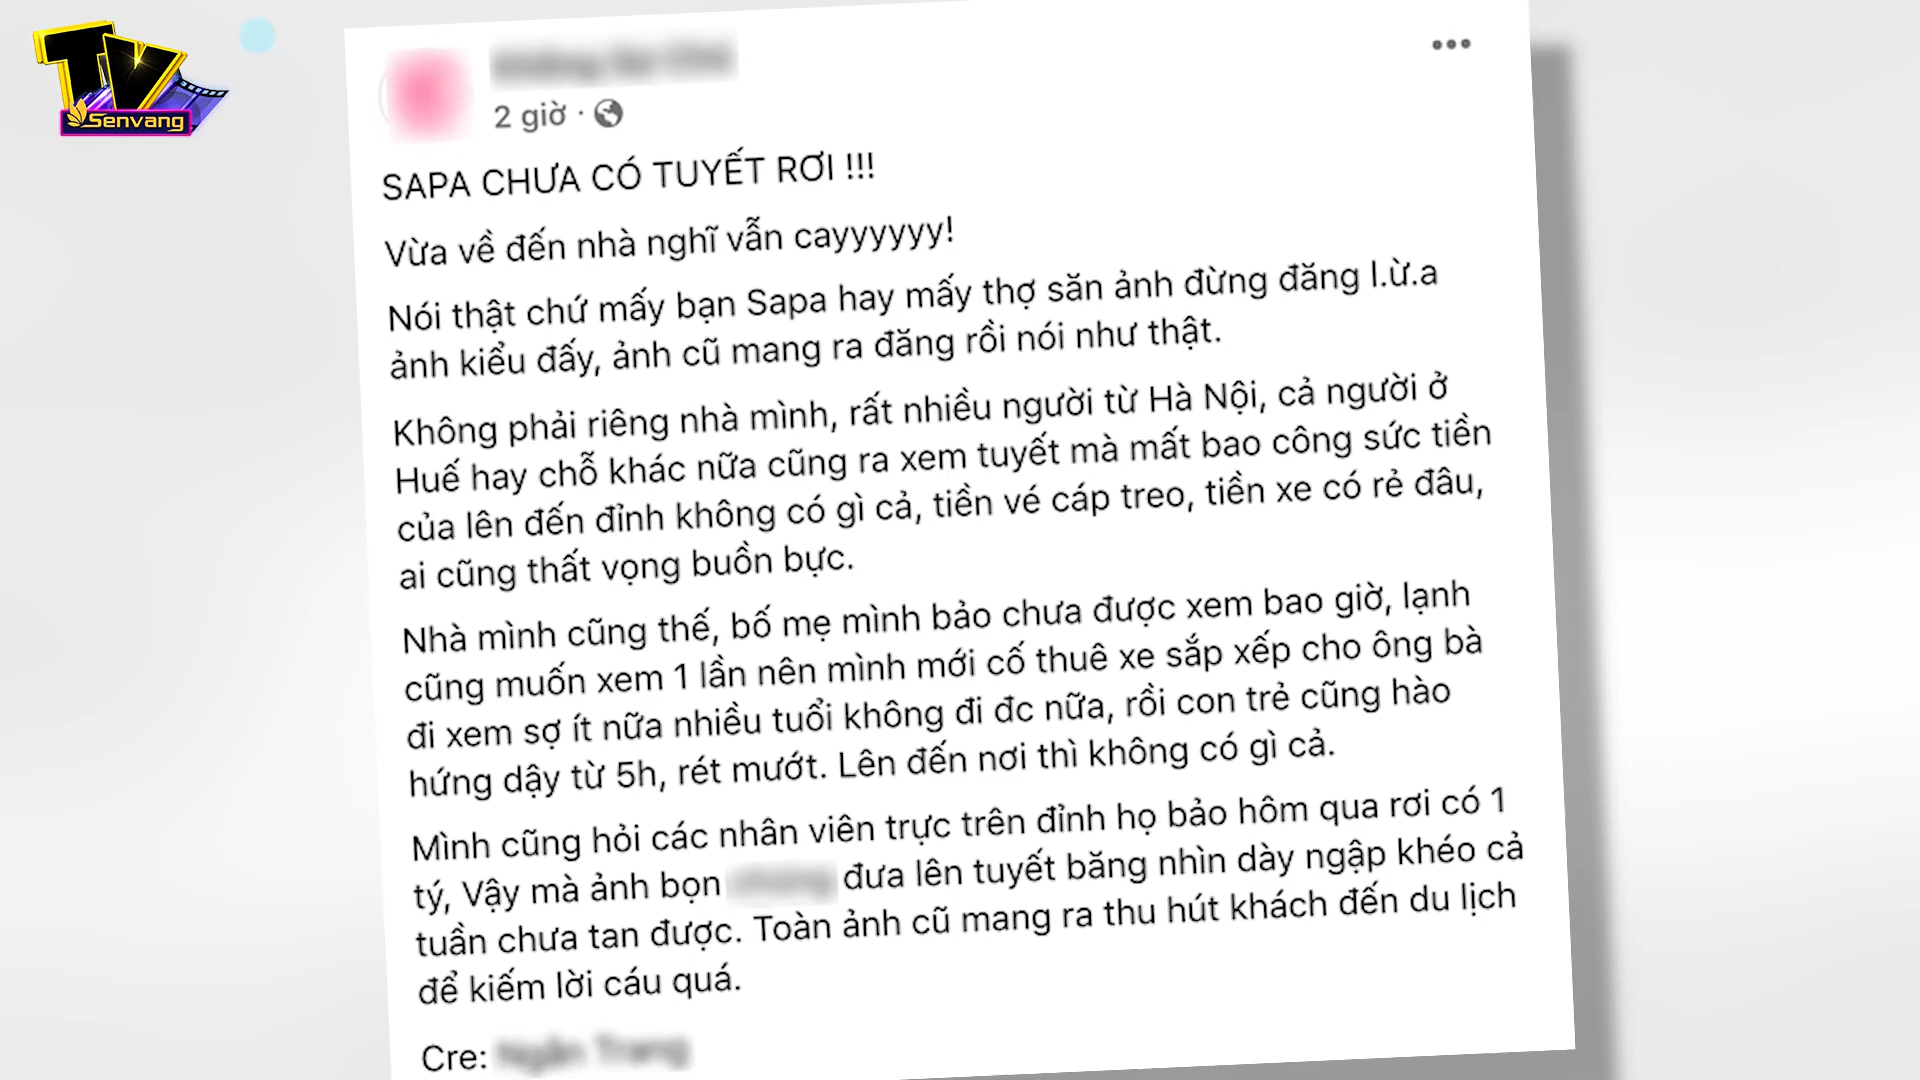 TV
Senvang
2 giờ ·
SAPA CHƯA CÓ TUYẾT RƠI !!!
Vừa về đến nhà nghĩ vẫn cayyyyyy!
Nói thật chứ mấy bạn Sapa hay mấy thợ săn ảnh đừng đăng l.ừ.a
ảnh kiểu đấy, ảnh cũ mang ra đăng rồi nói như thật.
Không phải riêng nhà mình, rất nhiều người từ Hà Nội, cả người ở
Huế hay chỗ khác nữa cũng ra xem tuyết mà mất bao công sức tiền
của lên đến đỉnh không có gì cả, tiền vé cáp treo, tiền xe có rẻ đâu,
ai cũng thất vọng buồn bực.
Nhà mình cũng thế, bố mẹ mình bảo chưa được xem bao giờ, lạnh
cũng muốn xem 1 lần nên mình mới cố thuê xe sắp xếp cho ông bà
đi xem sợ ít nữa nhiều tuổi không đi đc nữa, rồi con trẻ cũng hào
hứng dậy từ 5h, rét mướt. Lên đến nơi thì không có gì cả.
Mình cũng hỏi các nhân viên trực trên đỉnh họ bảo hôm qua rơi có 1
tý, Vậy mà ảnh bọn đưa lên tuyết băng nhìn dày ngập khéo cả
tuần chưa tan được. Toàn ảnh cũ mang ra thu hút khách đến du lịch
để kiếm lời cáu quá.
Cre: